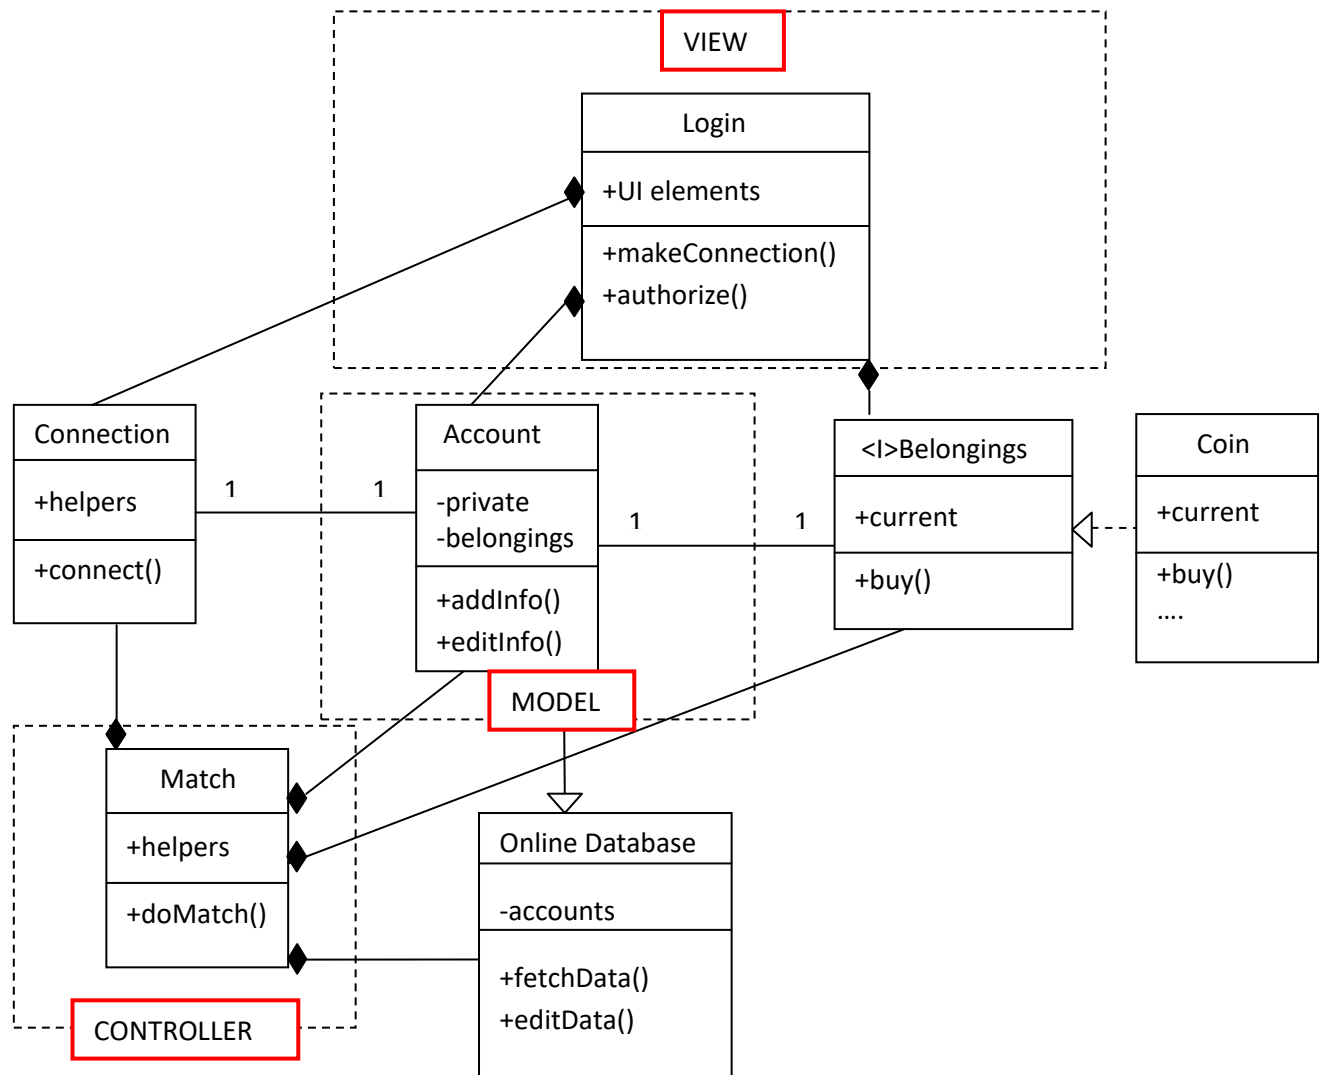 VIEW
Login
+UI elements
+makeConnection()
+authorize()
Connection
+helpers
+connect()
1
1
Account
-private
-belongings
+addInfo()
+editInfo()
1
1
<I>Belongings
+current
+buy()
Coin
+current
+buy()
....
MODEL
Match
+helpers
+doMatch()
CONTROLLER
Online Database
-accounts
+fetchData()
+editData()